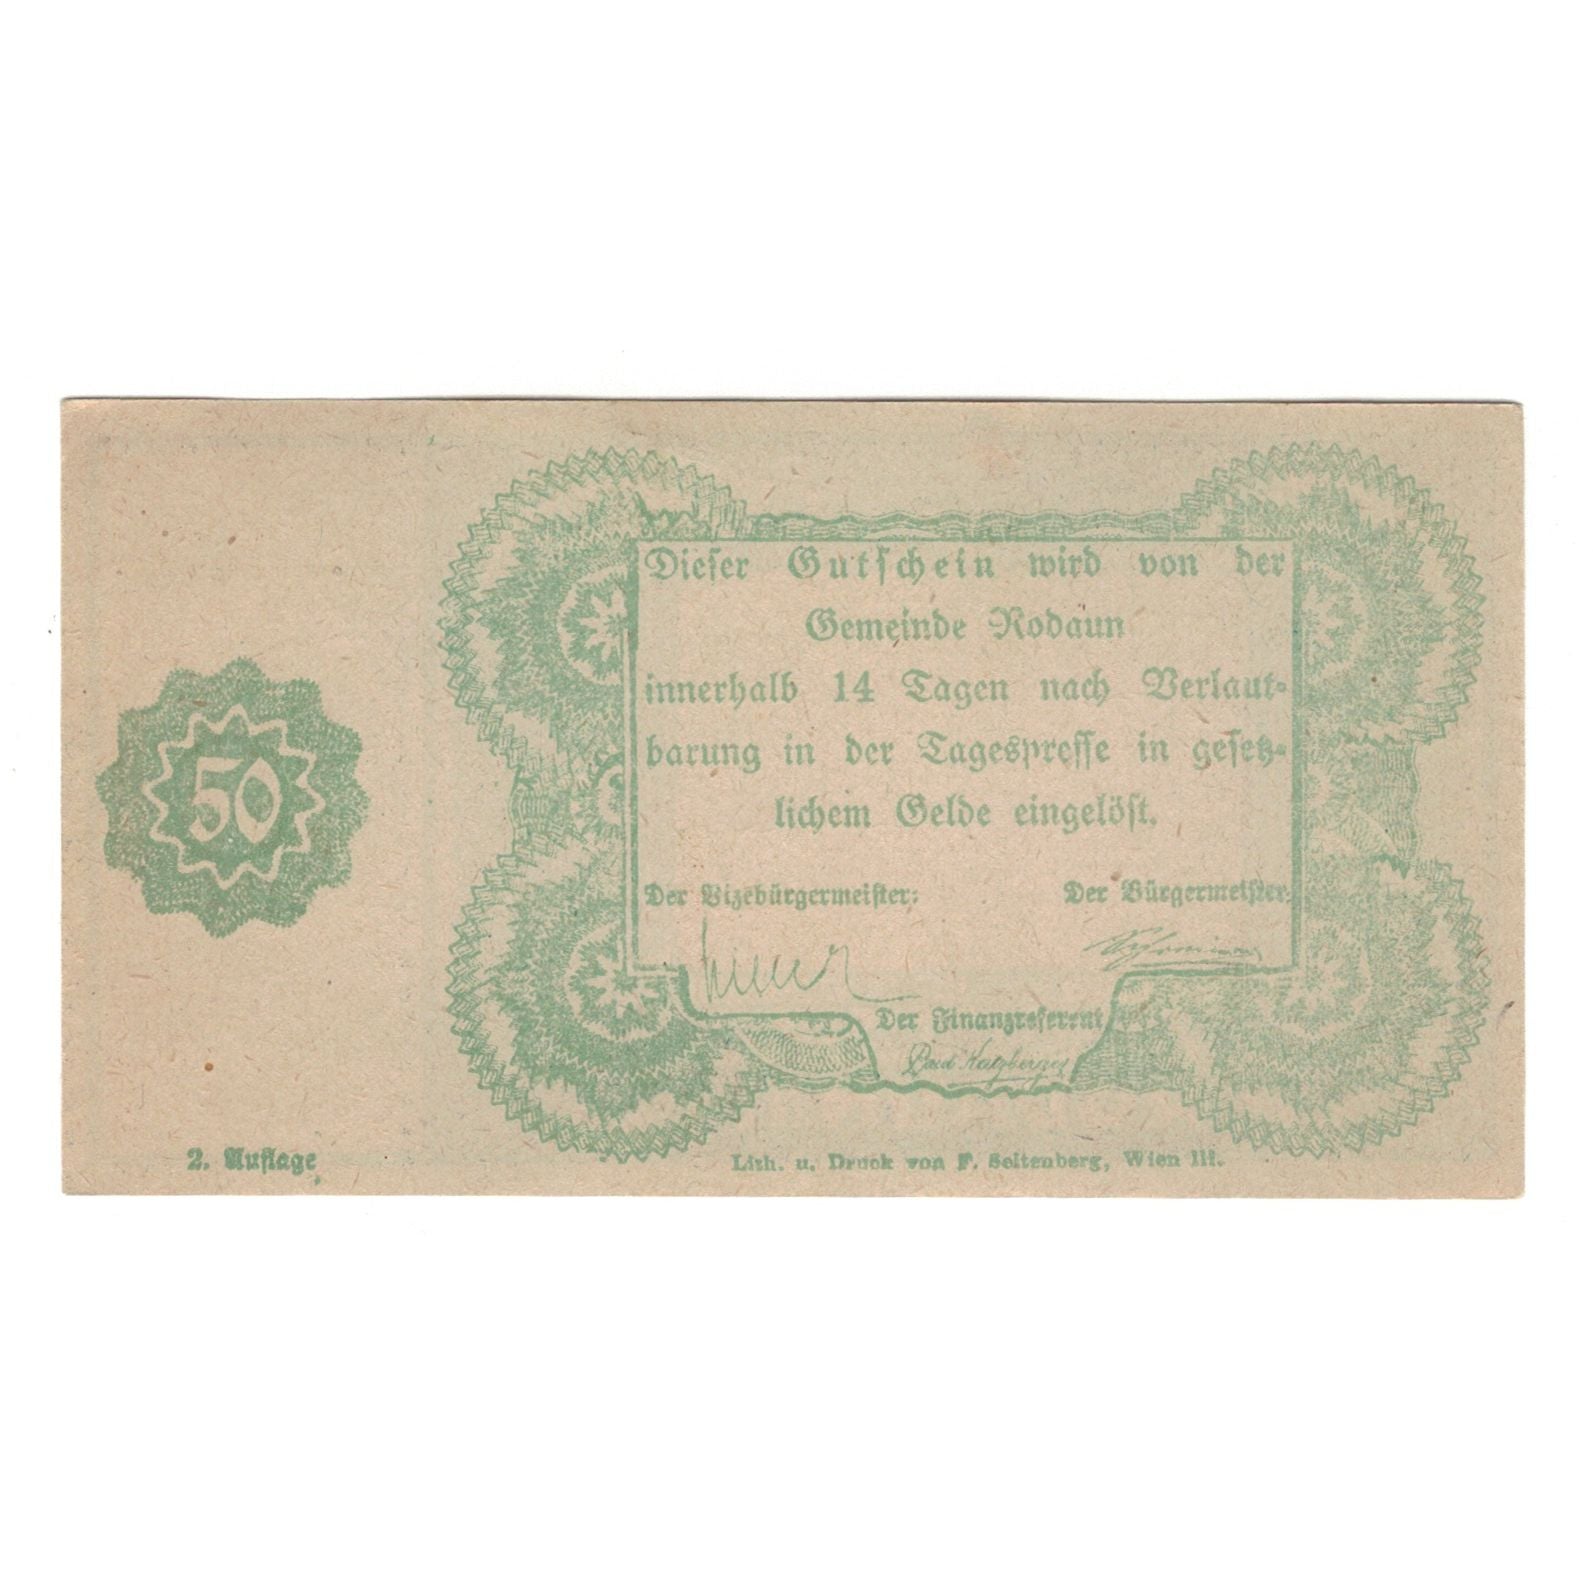 Dieser Gutschein wird von der
Gemeinde Rodaun
innerhalb 14 Tagen nach Verlaut-
barung in der Tagespresse in gesetz-
lichem Gelde eingelöst.
50
Der Vizebürgermeister:
Der Bürgermeister:
Der Finanzreferent
2. Auflage
Lith. u. Druck von F. Seitenberg, Wien III.